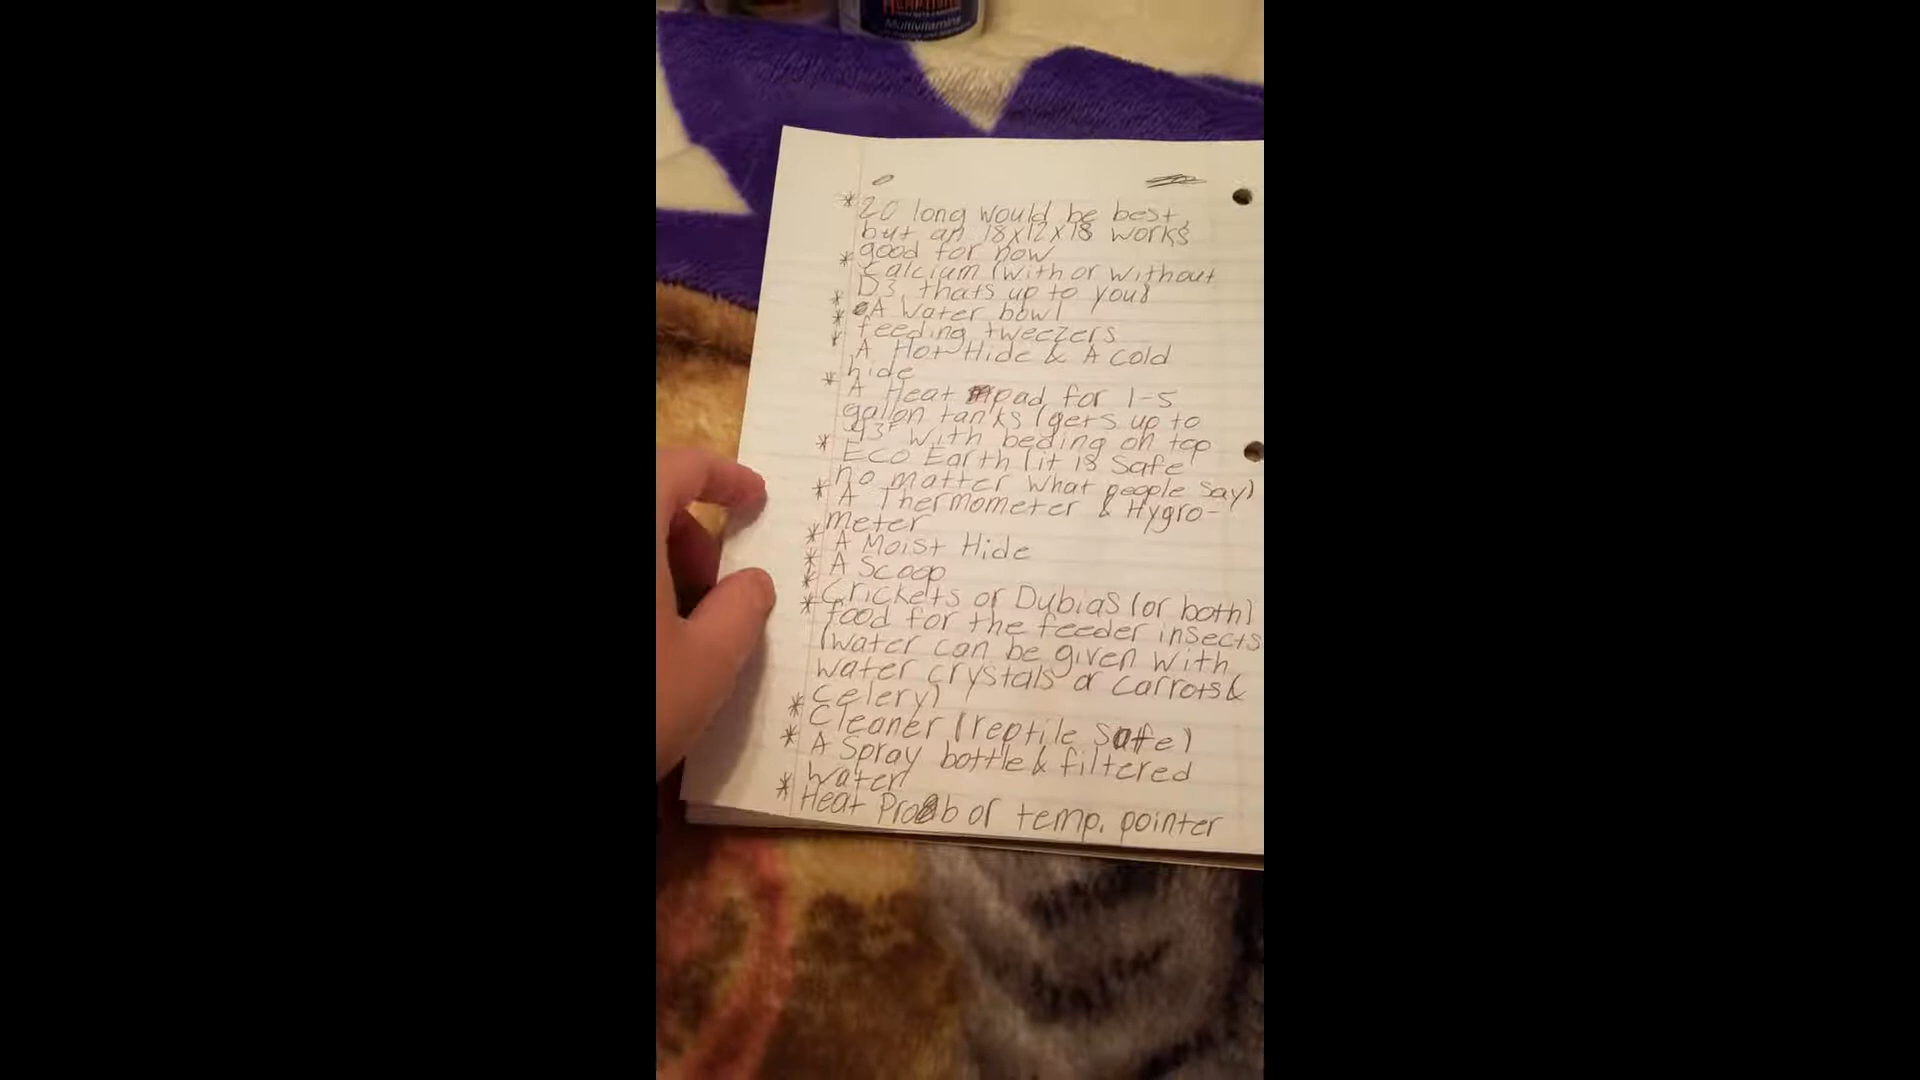 Multivitamins
* 20 long would be best,
but an 18x12x18 works
good for now
* Calcium (with or without
D3, thats up to you)
* A Water bowl
* feeding tweezers
* A Hot Hide & A Cold
hide
* A Heat pad for 1-5
gallon tanks (gets up to
93F with beding on top
* Eco Earth (it is Safe
no matter what people say)
* A Thermometer & Hygro-
meter
* A Moist Hide
* A Scoop
* Crickets or Dubias (or both)
* food for the feeder insects
(water can be given with
water crystals or carrots &
celery)
* Cleaner (reptile safe)
* A Spray bottle & filtered
water
* Heat Prob or temp. pointer